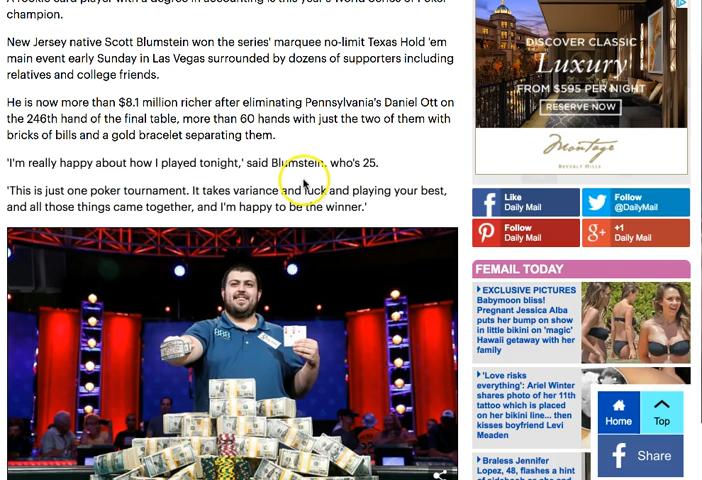 A rookie card player with a degree in accounting is this year's World Series of Poker
champion.
New Jersey native Scott Blumstein won the series' marquee no-limit Texas Hold 'em
main event early Sunday in Las Vegas surrounded by dozens of supporters including
relatives and college friends.
He is now more than $8.1 million richer after eliminating Pennsylvania's Daniel Ott on
the 246th hand of the final table, more than 60 hands with just the two of them with
bricks of bills and a gold bracelet separating them.
'I'm really happy about how I played tonight,' said Blumstein, who's 25.
'This is just one poker tournament. It takes variance and luck and playing your best,
and all those things came together, and I'm happy to be the winner.'
888
DISCOVER CLASSIC
Luxury
FROM $595 PER NIGHT
RESERVE NOW
Montage
BEVERLY HILLS
Like
Daily Mail
Follow
@DailyMail
Follow
Daily Mail
+1
Daily Mail
FEMAIL TODAY
EXCLUSIVE PICTURES
Babymoon bliss!
Pregnant Jessica Alba
puts her bump on show
in little bikini on 'magic'
Hawaii getaway with her
family
'Love risks
everything': Ariel Winter
shares photo of her 11th
tattoo which is placed
on her bikini line... then
kisses boyfriend Levi
Meaden
Braless Jennifer
Lopez, 48, flashes a hint
Home
Top
Share